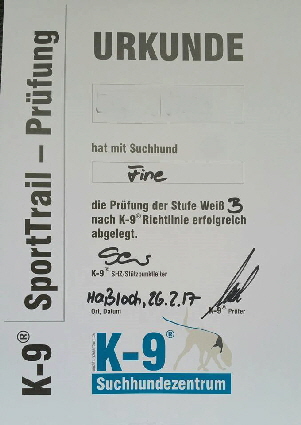 K-9® SportTrail – Prüfung
URKUNDE
hat mit Suchhund
Fine
die Prüfung der Stufe Weiß 3
nach K-9® Richtlinie erfolgreich
abgelegt.
K-9® SHZ/Stützpunktleiter
Haßloch, 26.2.17
Ort, Datum
K-9® Prüfer
K-9®
Suchhundezentrum